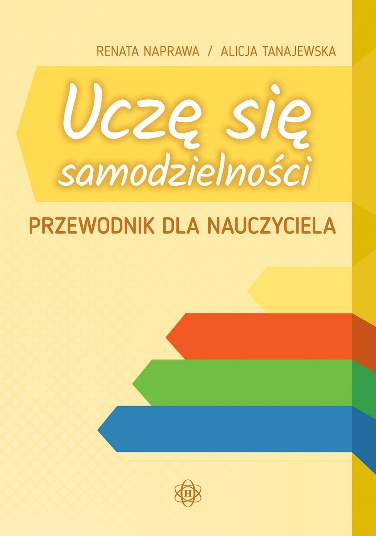 RENATA NAPRAWA / ALICJA TANAJEWSKA
Uczę się
samodzielności
PRZEWODNIK DLA NAUCZYCIELA
H